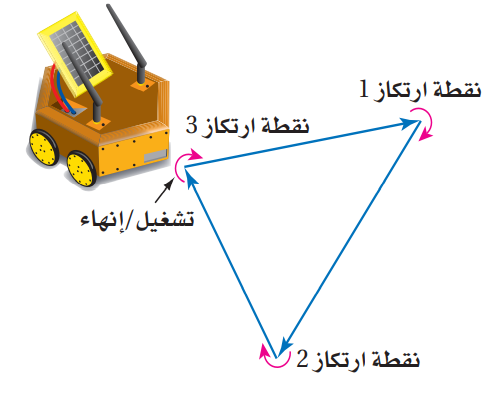 نقطة ارتكاز 1
نقطة ارتكاز 3
تشغيل/إنهاء
نقطة ارتكاز 2